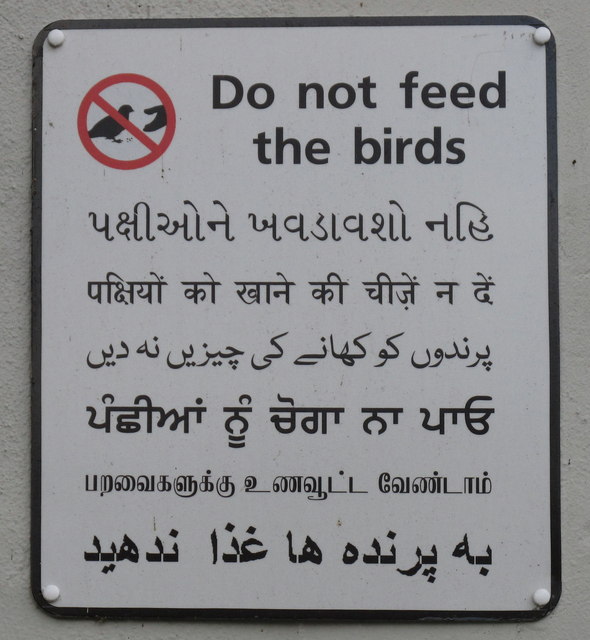 Do not feed
the birds
પક્ષીઓને ખવડાવશો નહિ
पक्षियों को खाने की चीज़ें न दें
پرندوں کو کھانے کی چیزیں نہ دیں
ਪੰਛੀਆਂ ਨੂੰ ਚੋਗਾ ਨਾ ਪਾਓ
பறவைகளுக்கு உணவூட்ட வேண்டாம்
به پرنده ها غذا ندهید